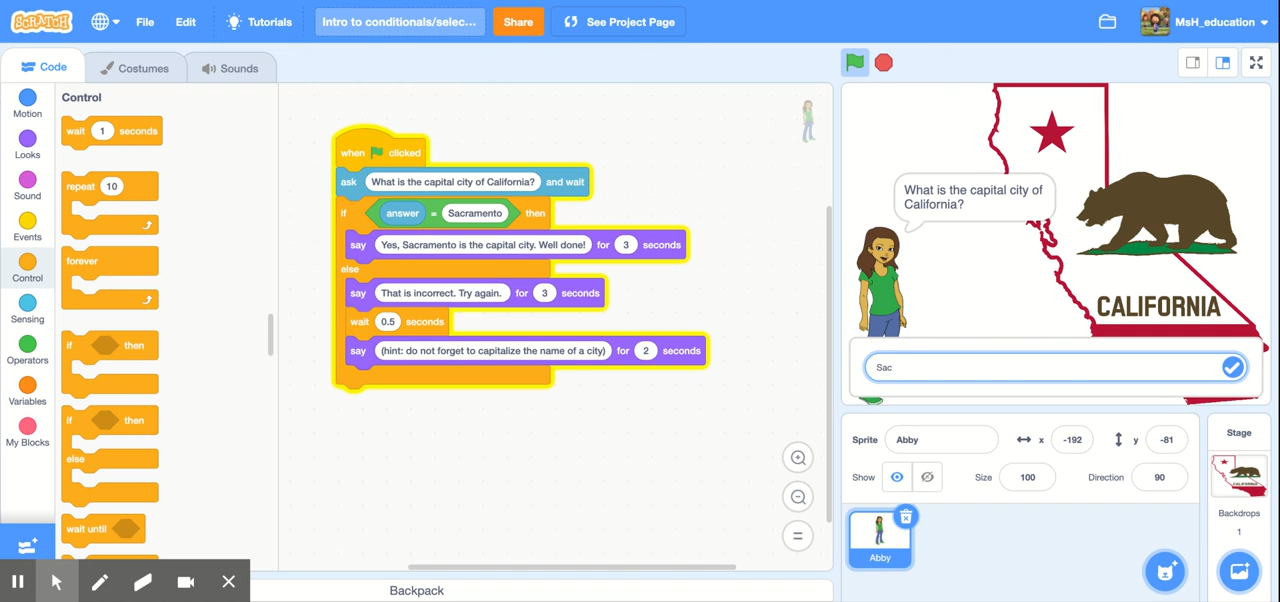 SCRATCH
File
Edit
Tutorials
Intro to conditionals/selec...
Share
See Project Page
MsH_education
Code
Costumes
Sounds
Motion
Looks
Sound
Events
Control
Sensing
Operators
Variables
My Blocks
Control
wait 1 seconds
repeat 10
forever
if then
if then
else
wait until
when clicked
ask What is the capital city of California? and wait
if answer = Sacramento then
say Yes, Sacramento is the capital city. Well done! for 3 seconds
else
say That is incorrect. Try again. for 3 seconds
wait 0.5 seconds
say (hint: do not forget to capitalize the name of a city) for 2 seconds
Backpack
What is the capital city of
California?
CALIFORNIA
Sac
Sprite Abby x -192 y -81
Show Size 100 Direction 90
Abby
Stage
Backdrops
1